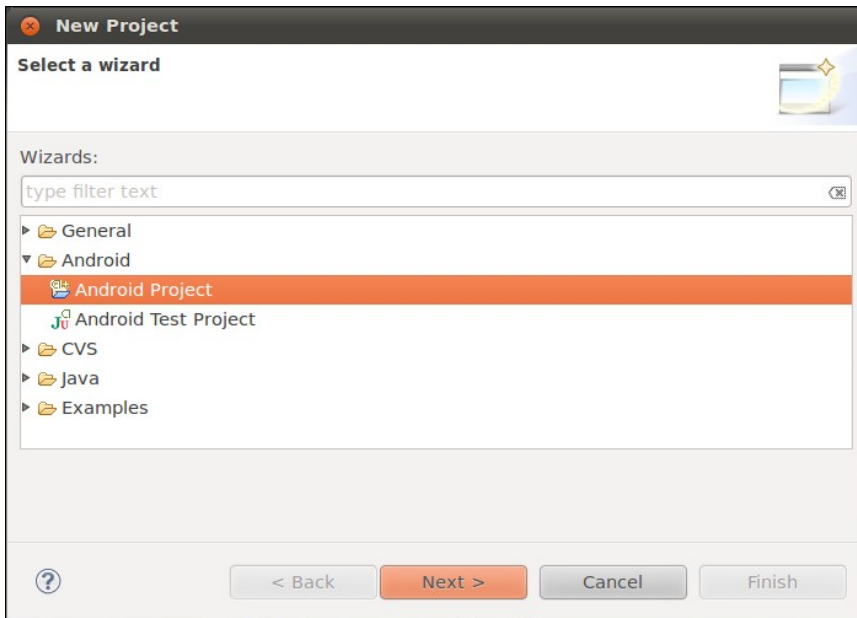 New Project
Select a wizard
Wizards:
type filter text
General
Android
Android Project
Android Test Project
CVS
Java
Examples
< Back Next > Cancel Finish